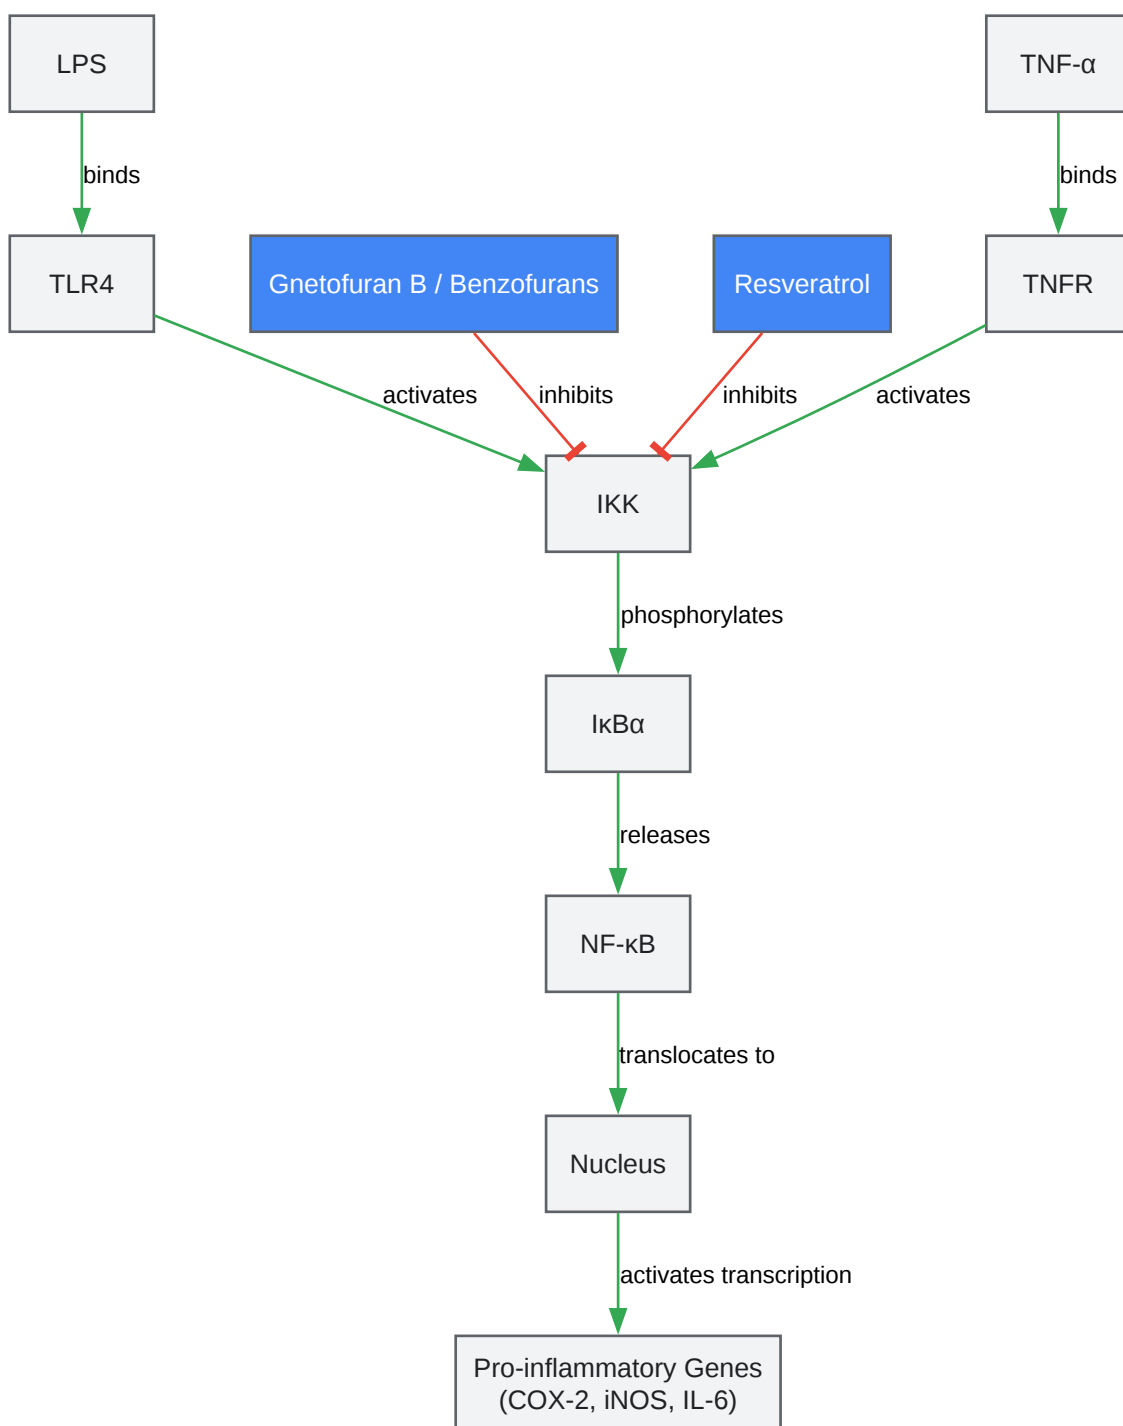 LPS
TNF-α
binds
binds
TLR4
Gnetofuran B / Benzofurans
Resveratrol
TNFR
activates
inhibits
inhibits
activates
IKK
phosphorylates
IκBα
releases
NF-κB
translocates to
Nucleus
activates transcription
Pro-inflammatory Genes
(COX-2, iNOS, IL-6)